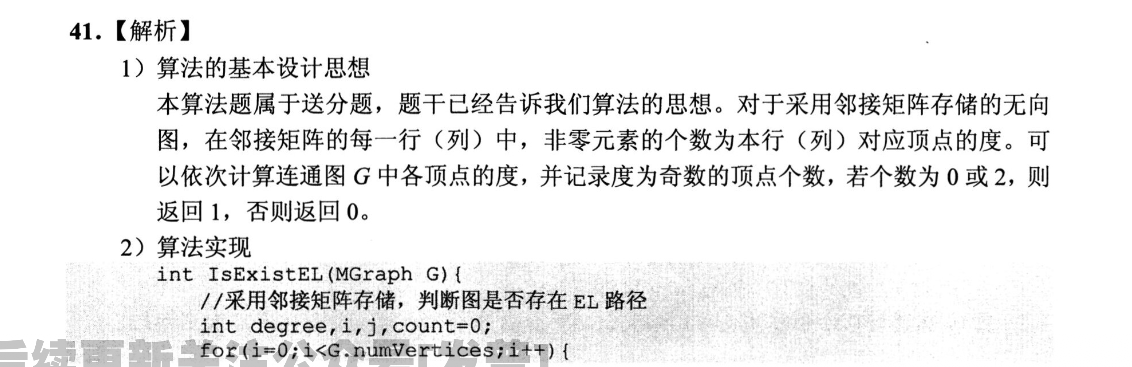 41.【解析】
1）算法的基本设计思想
本算法题属于送分题，题干已经告诉我们算法的思想。对于采用邻接矩阵存储的无向
图，在邻接矩阵的每一行（列）中，非零元素的个数为本行（列）对应顶点的度。可
以依次计算连通图 G 中各顶点的度，并记录度为奇数的顶点个数，若个数为 0 或 2，则
返回 1，否则返回 0。
2）算法实现
int IsExistEL(MGraph G){
//采用邻接矩阵存储，判断图是否存在 EL 路径
int degree,i,j,count=0;
for(i=0;i<G.numVertices;i++){